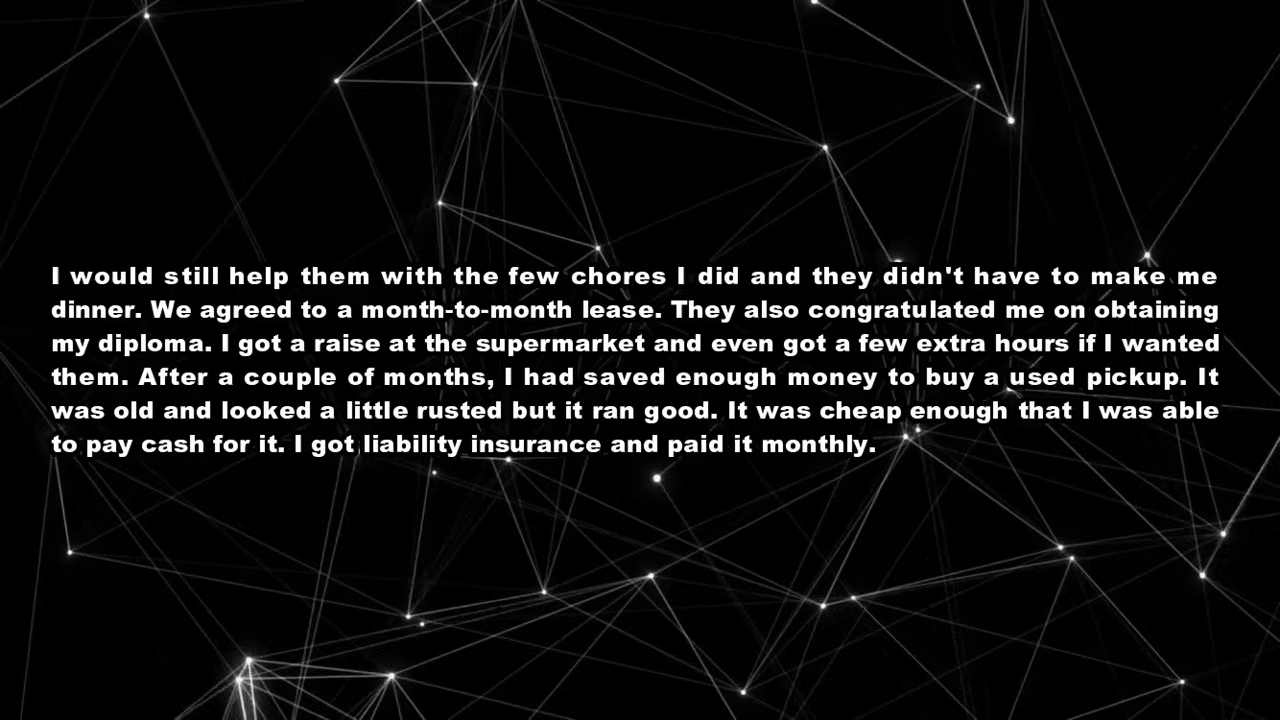 I would still help them with the few chores I did and they didn't have to make me
dinner. We agreed to a month-to-month lease. They also congratulated me on obtaining
my diploma. I got a raise at the supermarket and even got a few extra hours if I wanted
them. After a couple of months, I had saved enough money to buy a used pickup. It
was old and looked a little rusted but it ran good. It was cheap enough that I was able
to pay cash for it. I got liability insurance and paid it monthly.